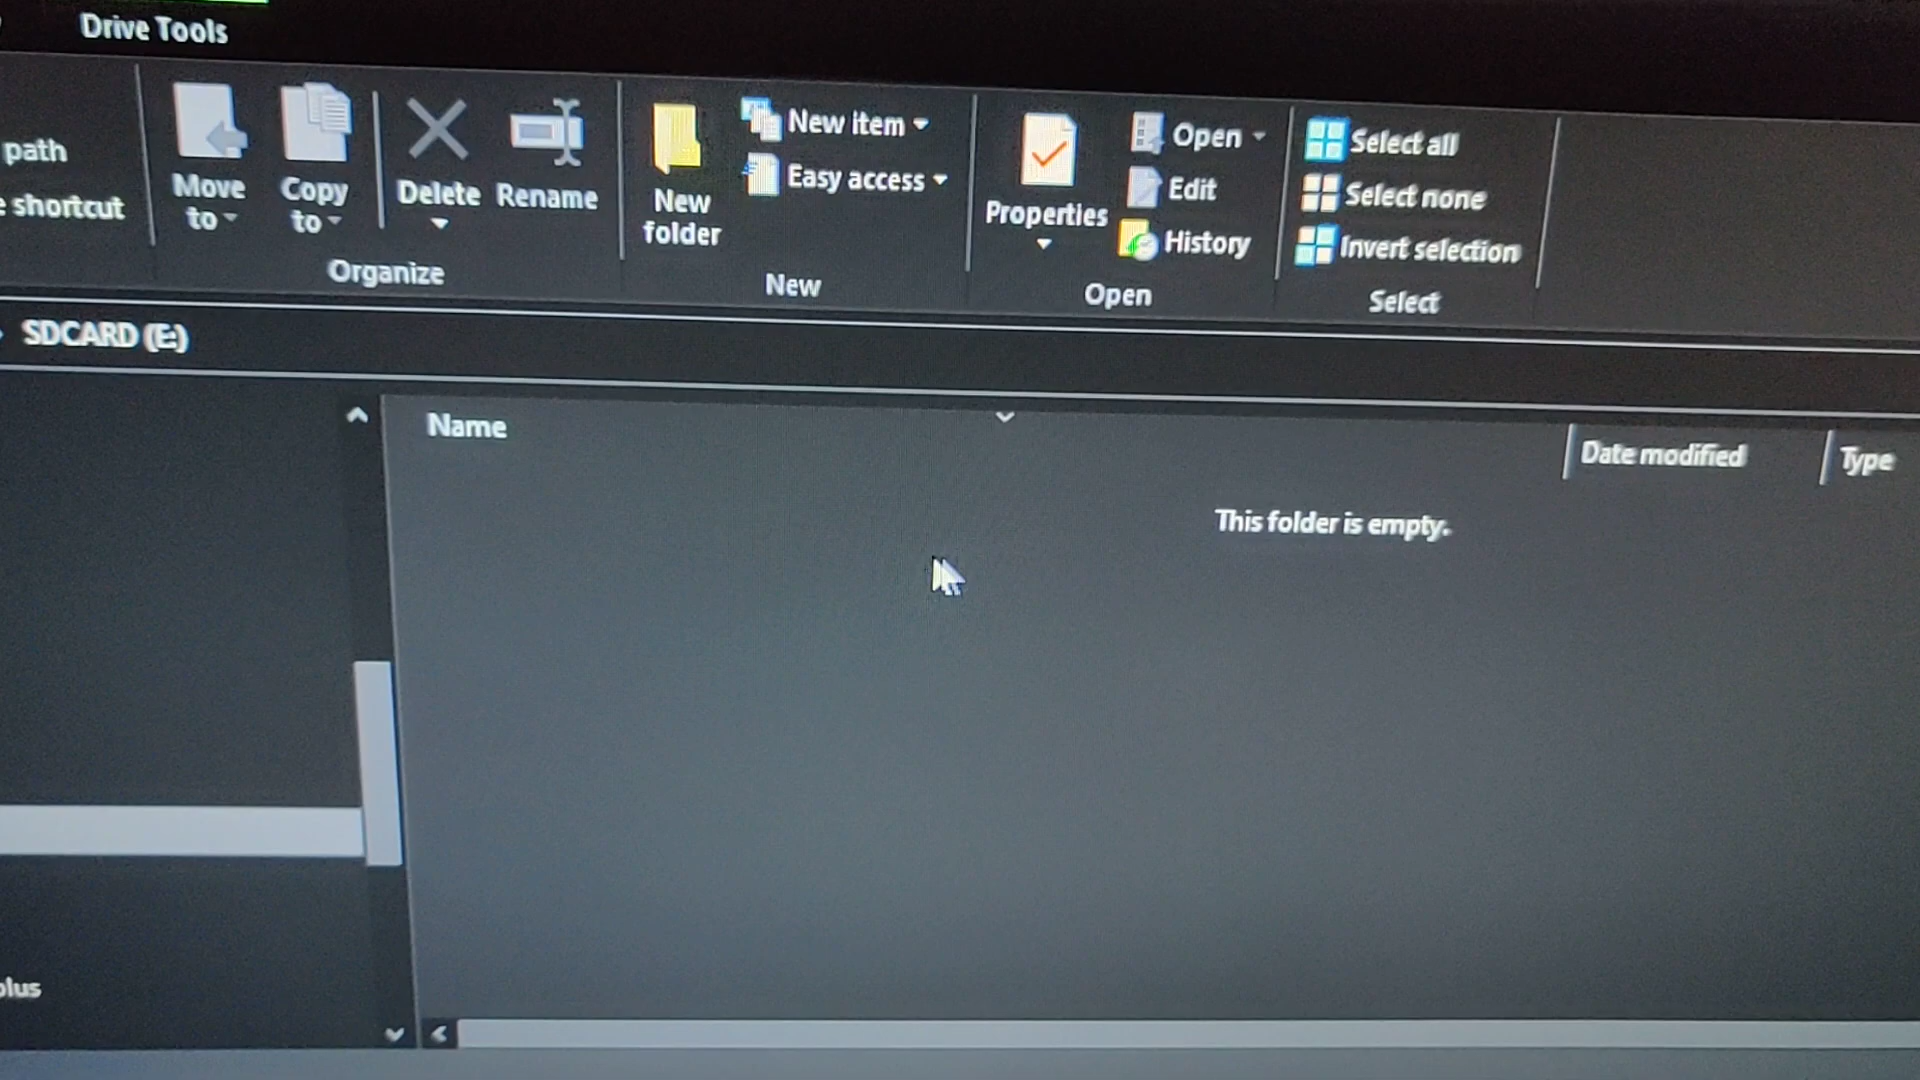 Drive Tools
path
shortcut
Move to
Copy to
Delete
Rename
New folder
New item
Easy access
Properties
Open
Edit
History
Select all
Select none
Invert selection
Organize
New
Open
Select
SDCARD (E:)
Name
Date modified
Type
This folder is empty.
plus